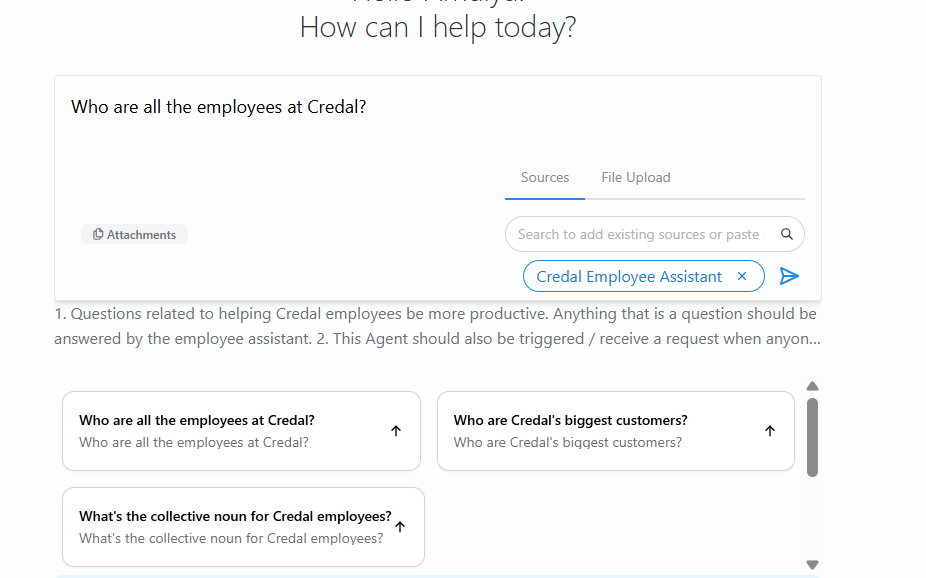 How can I help today?
Who are all the employees at Credal?
Sources File Upload
Attachments
Search to add existing sources or paste
Credal Employee Assistant ×
1. Questions related to helping Credal employees be more productive. Anything that is a question should be
answered by the employee assistant. 2. This Agent should also be triggered / receive a request when anyon...
Who are all the employees at Credal?
Who are all the employees at Credal?
Who are Credal's biggest customers?
Who are Credal's biggest customers?
What's the collective noun for Credal employees?
What's the collective noun for Credal employees?